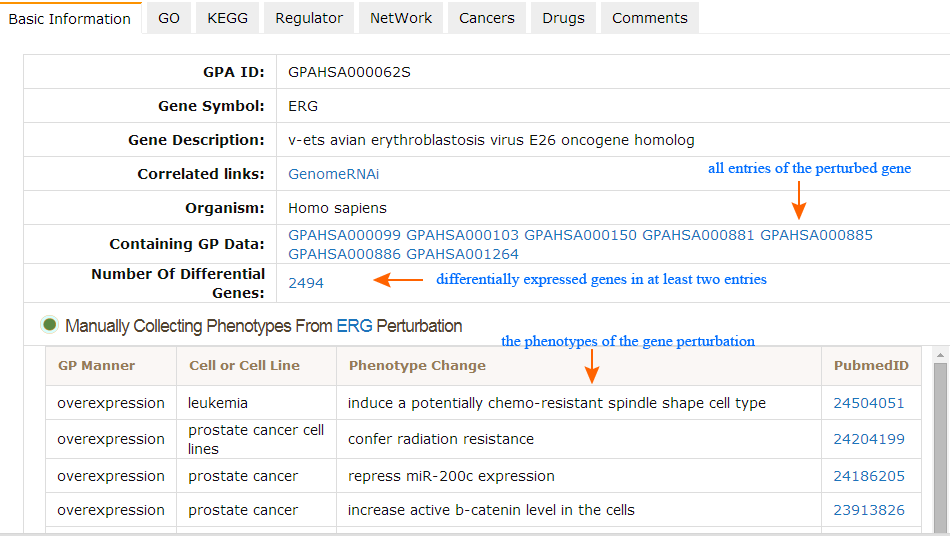 Basic Information GO KEGG Regulator NetWork Cancers Drugs Comments
GPA ID: GPAHSA000062S
Gene Symbol: ERG
Gene Description: v-ets avian erythroblastosis virus E26 oncogene homolog
all entries of the perturbed gene
Correlated links: GenomeRNAi
Organism: Homo sapiens
Containing GP Data: GPAHSA000099 GPAHSA000103 GPAHSA000150 GPAHSA000881 GPAHSA000885
GPAHSA000886 GPAHSA001264
Number Of Differential
Genes: 2494
differentially expressed genes in at least two entries
Manually Collecting Phenotypes From ERG Perturbation
the phenotypes of the gene perturbation
GP Manner Cell or Cell Line Phenotype Change PubmedID
overexpression leukemia induce a potentially chemo-resistant spindle shape cell type 24504051
overexpression prostate cancer cell
lines confer radiation resistance 24204199
overexpression prostate cancer repress miR-200c expression 24186205
overexpression prostate cancer increase active b-catenin level in the cells 23913826